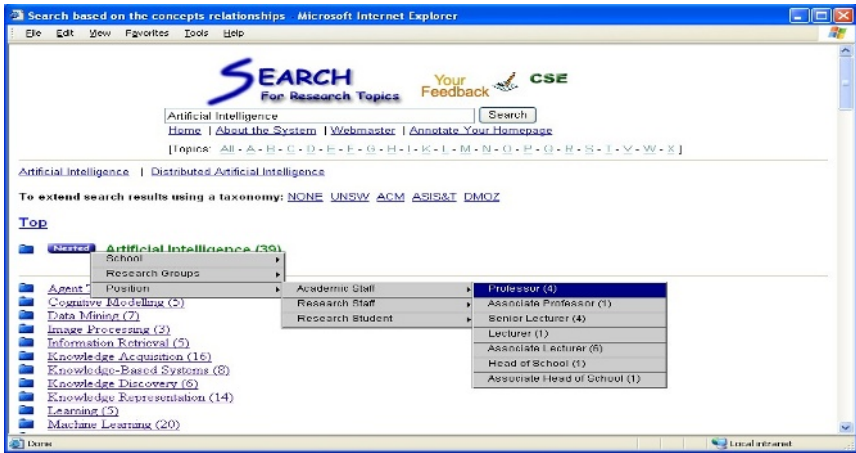 Search based on the concepts relationships - Microsoft Internet Explorer
File Edit View Favorites Tools Help
SEARCH
For Research Topics
Your
Feedback
CSE
Artificial Intelligence
Search
Home | About the System | Webmaster | Annotate Your Homepage
[Topics: All - A - B - C - D - E - F - G - H - I - K - L - M - N - O - P - Q - R - S - T - V - W - X ]
Artificial Intelligence | Distributed Artificial Intelligence
To extend search results using a taxonomy: NONE UNSW ACM ASIS&T DMOZ
Top
Nested Artificial Intelligence (39)
School
Research Groups
Position
Academic Staff
Research Staff
Research Student
Professor (4)
Associate Professor (1)
Senior Lecturer (4)
Lecturer (1)
Associate Lecturer (6)
Head of School (1)
Associate Head of School (1)
Agent
Cognitive Modelling (5)
Data Mining (7)
Image Processing (3)
Information Retrieval (5)
Knowledge Acquisition (16)
Knowledge-Based Systems (8)
Knowledge Discovery (6)
Knowledge Representation (14)
Learning (5)
Machine Learning (20)
Done
Local intranet